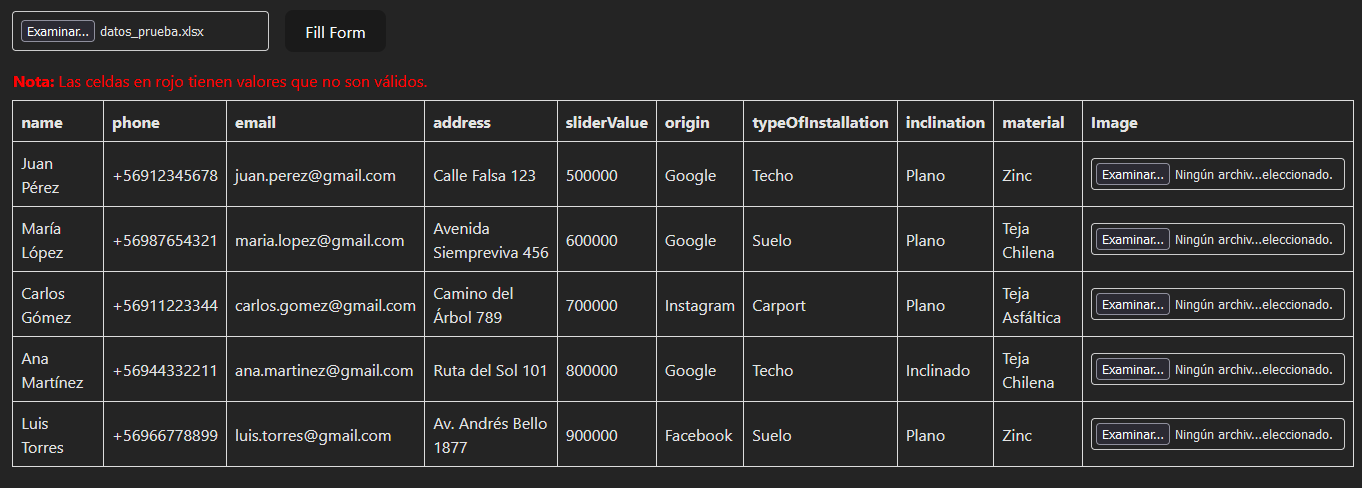 Examinar... datos_prueba.xlsx Fill Form
Nota: Las celdas en rojo tienen valores que no son válidos.
name phone email address sliderValue origin typeOfInstallation inclination material Image
Juan Pérez +56912345678 juan.perez@gmail.com Calle Falsa 123 500000 Google Techo Plano Zinc Examinar... Ningún archiv...eleccionado.
María López +56987654321 maria.lopez@gmail.com Avenida Siempreviva 456 600000 Google Suelo Plano Teja Chilena Examinar... Ningún archiv...eleccionado.
Carlos Gómez +56911223344 carlos.gomez@gmail.com Camino del Árbol 789 700000 Instagram Carport Plano Teja Asfáltica Examinar... Ningún archiv...eleccionado.
Ana Martínez +56944332211 ana.martinez@gmail.com Ruta del Sol 101 800000 Google Techo Inclinado Teja Chilena Examinar... Ningún archiv...eleccionado.
Luis Torres +56966778899 luis.torres@gmail.com Av. Andrés Bello 1877 900000 Facebook Suelo Plano Zinc Examinar... Ningún archiv...eleccionado.